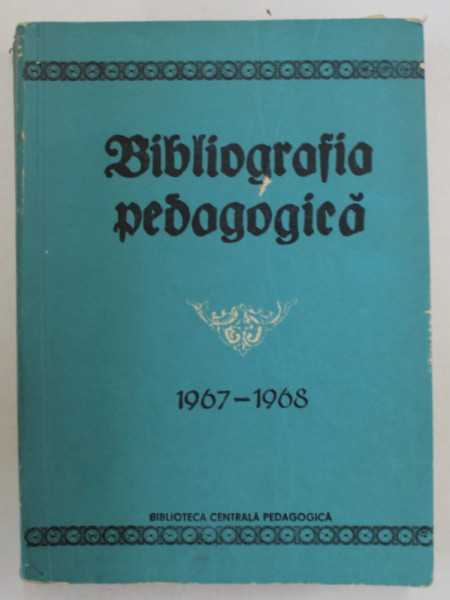 Bibliografia
pedagogică
1967-1968
BIBLIOTECA CENTRALĂ PEDAGOGICĂ